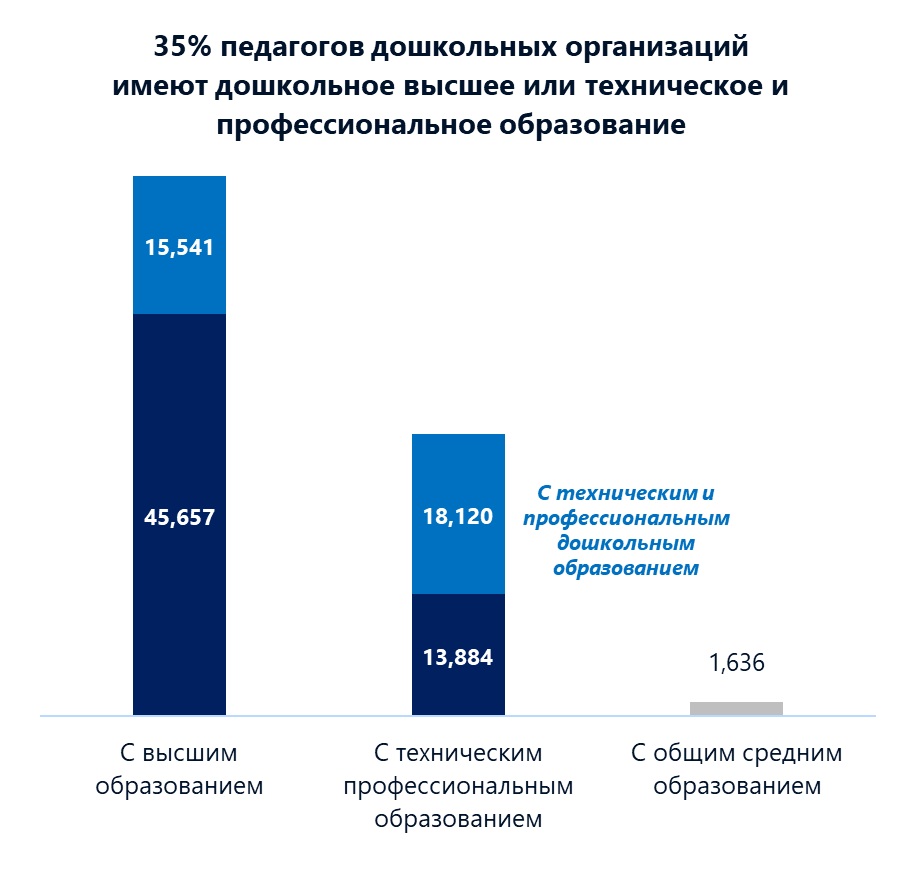 35% педагогов дошкольных организаций
имеют дошкольное высшее или техническое и
профессиональное образование
15,541
45,657
18,120
13,884
С техническим и
профессиональным
дошкольным
образованием
1,636
С высшим
образованием
С техническим
профессиональным
образованием
С общим средним
образованием